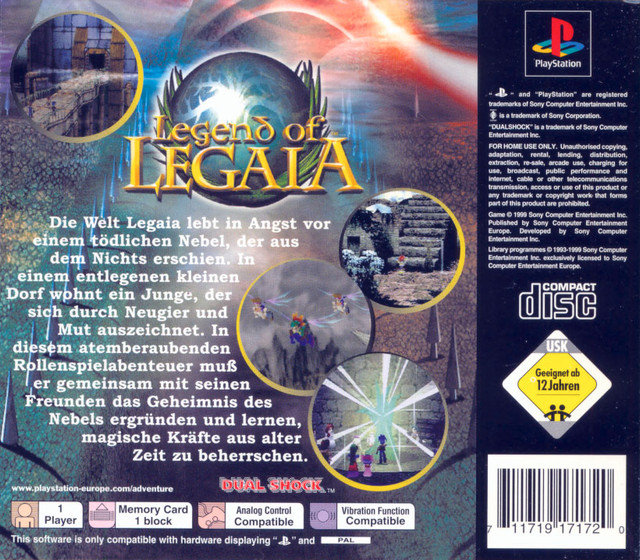 Legend of
LEGAIA
Die Welt Legaia lebt in Angst vor
einem tödlichen Nebel, der aus
dem Nichts erschien. In
einem entlegenen kleinen
Dorf wohnt ein Junge, der
sich durch Neugier und
Mut auszeichnet. In
diesem atemberaubenden
Rollenspielabenteuer muß
er gemeinsam mit seinen
Freunden das Geheimnis des
Nebels ergründen und lernen,
magische Kräfte aus alter
Zeit zu beherrschen.
www.playstation-europe.com/adventure
DUAL SHOCK™
1
Player
Memory Card
1 block
Analog Control
Compatible
Vibration Function
Compatible
This software is only compatible with hardware displaying " " and PAL
PlayStation
" " and "PlayStation" are registered
trademarks of Sony Computer Entertainment Inc.
is a trademark of Sony Corporation.
"DUALSHOCK" is a trademark of Sony Computer
Entertainment Inc.
FOR HOME USE ONLY. Unauthorised copying,
adaptation, rental, lending, distribution,
extraction, re-sale, arcade use, charging for
use, broadcast, public performance and
internet, cable or other telecommunications
transmission, access or use of this product or
any trademark or copyright work that forms
part of this product are prohibited.
Game © 1999 Sony Computer Entertainment Inc.
Published by Sony Computer Entertainment
Europe. Developed by Sony Computer
Entertainment Inc.
Library programmes © 1993-1999 Sony Computer
Entertainment Inc. exclusively licensed to Sony
Computer Entertainment Europe.
COMPACT
disc
USK
Geeignet ab
12 Jahren
7 11719 17172 0